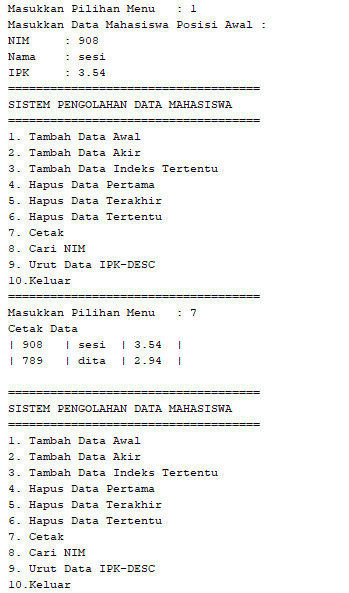 Masukkan Pilihan Menu   : 1
Masukkan Data Mahasiswa Posisi Awal :
NIM     : 908
Nama    : sesi
IPK     : 3.54
====================================
SISTEM PENGOLAHAN DATA MAHASISWA
====================================
1. Tambah Data Awal
2. Tambah Data Akir
3. Tambah Data Indeks Tertentu
4. Hapus Data Pertama
5. Hapus Data Terakhir
6. Hapus Data Tertentu
7. Cetak
8. Cari NIM
9. Urut Data IPK-DESC
10.Keluar
====================================
Masukkan Pilihan Menu   : 7
Cetak Data
| 908   | sesi  | 3.54  |
| 789   | dita  | 2.94  |
====================================
SISTEM PENGOLAHAN DATA MAHASISWA
====================================
1. Tambah Data Awal
2. Tambah Data Akir
3. Tambah Data Indeks Tertentu
4. Hapus Data Pertama
5. Hapus Data Terakhir
6. Hapus Data Tertentu
7. Cetak
8. Cari NIM
9. Urut Data IPK-DESC
10.Keluar